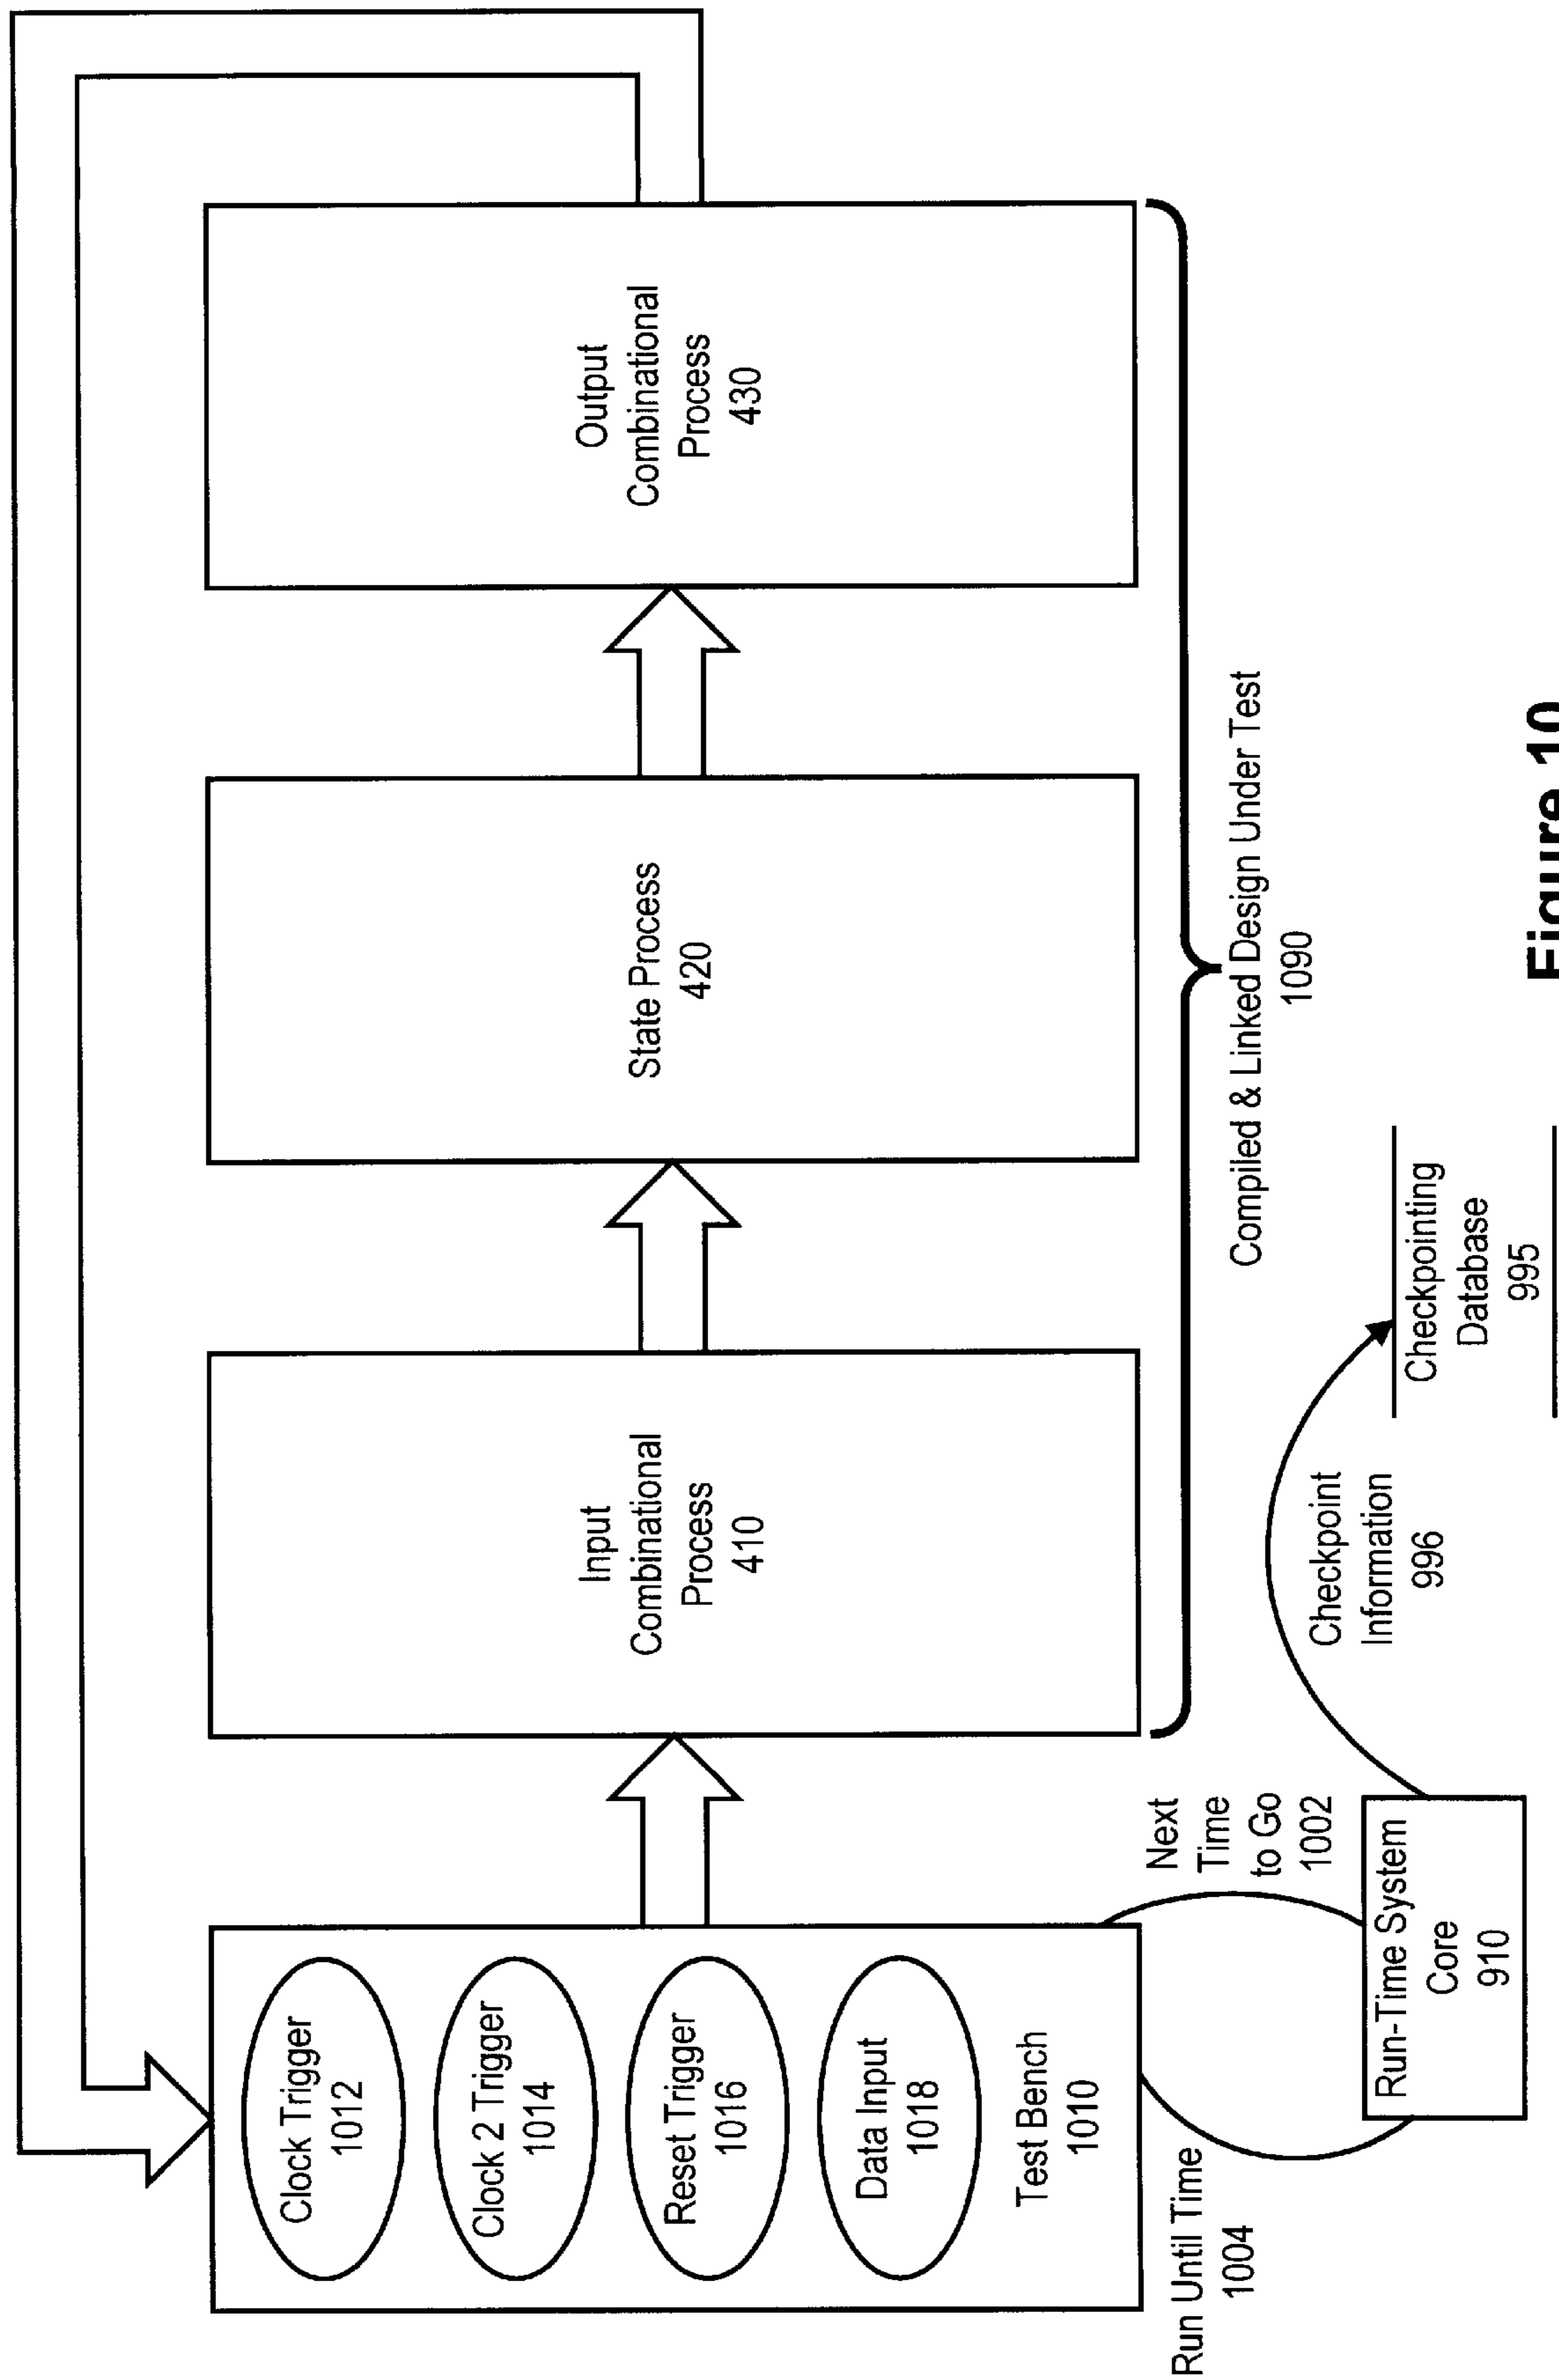 Clock Trigger
1012
Clock 2 Trigger
1014
Reset Trigger
1016
Data Input
1018
Test Bench
1010
Input
Combinational
Process
410
State Process
420
Output
Combinational
Process
430
Run Until Time
1004
Next
Time
to Go
1002
Compiled & Linked Design Under Test
1090
Run-Time System
Core
910
Checkpoint
Information
996
Checkpointing
Database
995
Figure 10